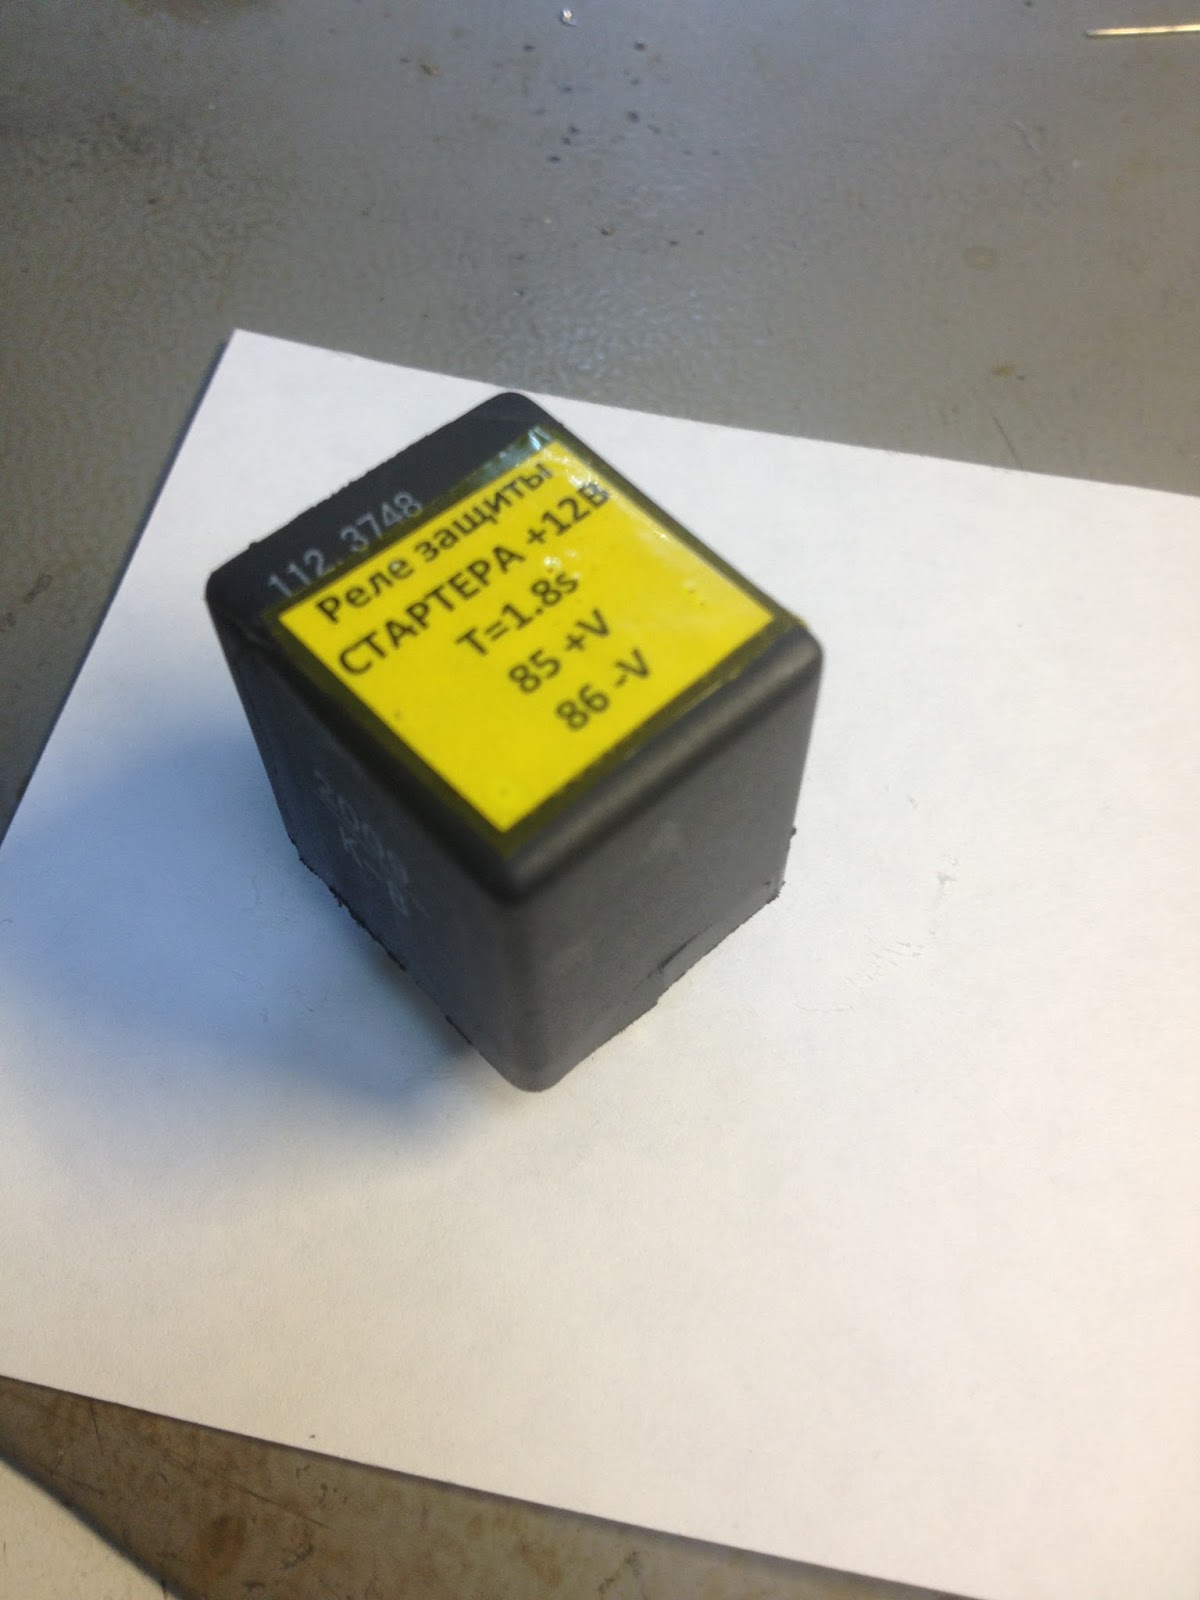 112. 3748
Реле защиты
СТАРТЕРА +12В
T=1.8s
85 +V
86 -V